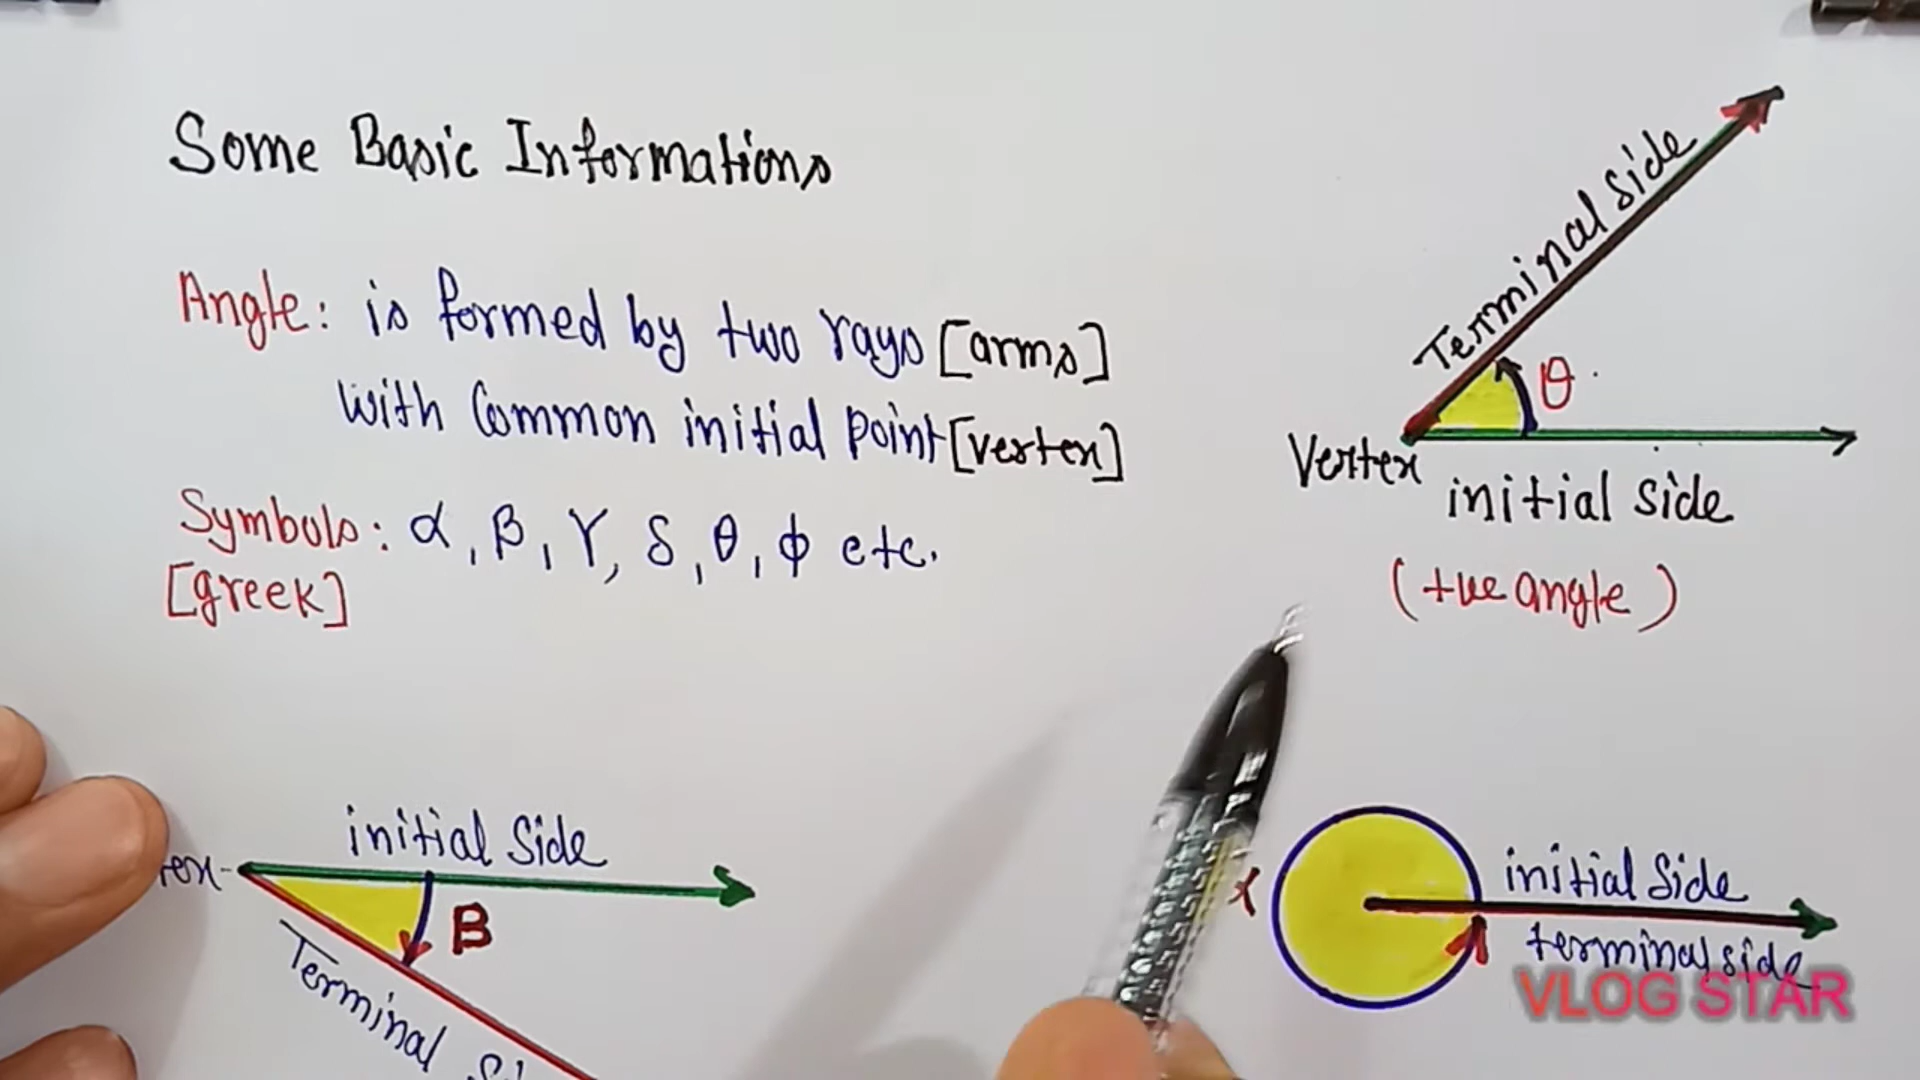 Some Basic Informations
Angle: is formed by two rays [arms]
with Common initial point [vertex]
Symbols: α, β, γ, δ, θ, ϕ etc.
[greek]
Terminal side
θ
Vertex
initial side
(+ve angle)
initial Side
β
Terminal
initial Side
terminal side
VLOG STAR